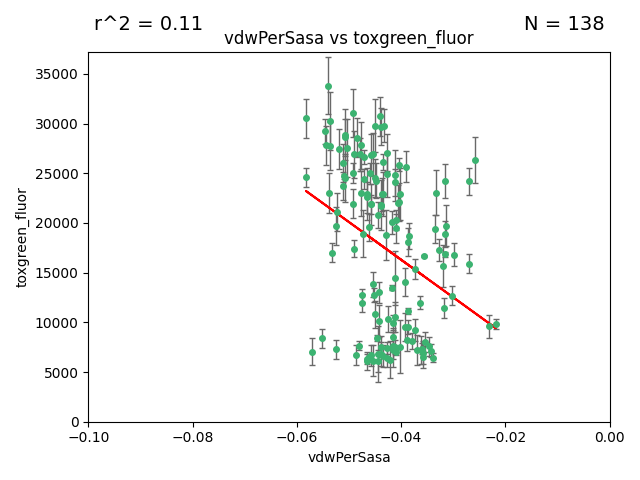 r^2 = 0.11 N = 138
vdwPerSasa vs toxgreen_fluor
toxgreen_fluor
35000
30000
25000
20000
15000
10000
5000
0
−0.10 −0.08 −0.06 −0.04 −0.02 0.00
vdwPerSasa